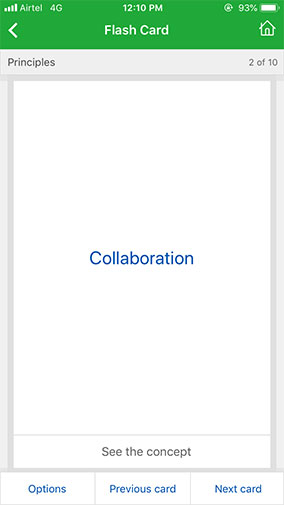 Airtel 4G 12:10 PM 93%
Flash Card
Principles 2 of 10
Collaboration
See the concept
Options Previous card Next card